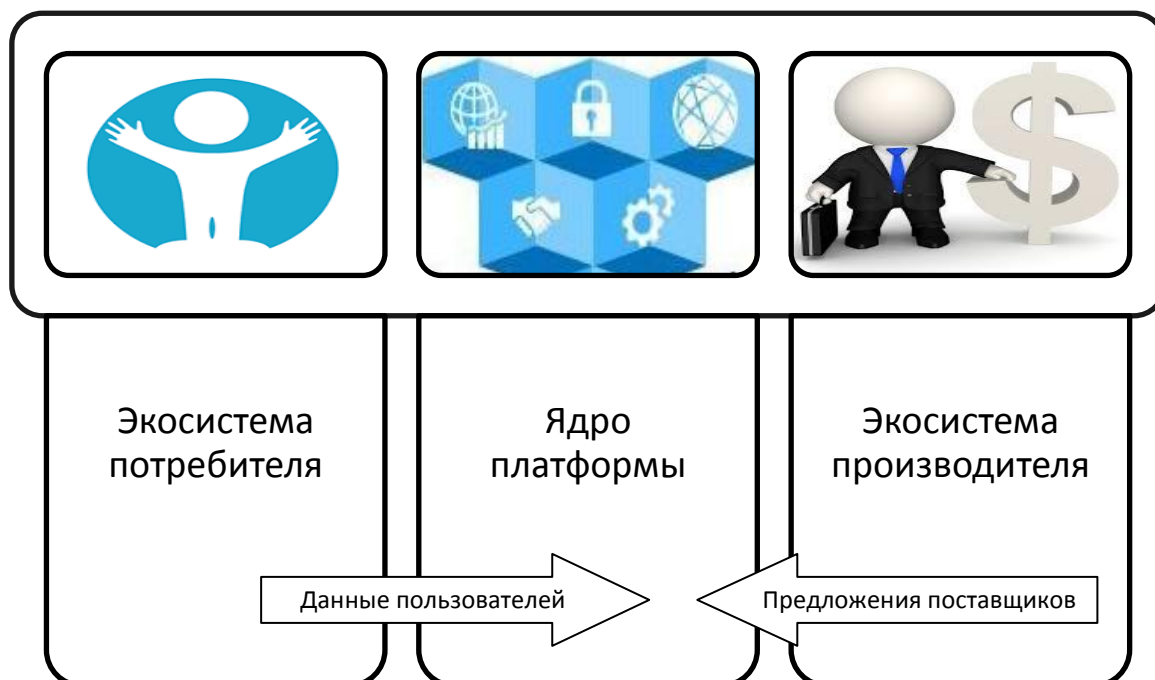 Экосистема
потребителя
Ядро
платформы
Экосистема
производителя
Данные пользователей
Предложения поставщиков